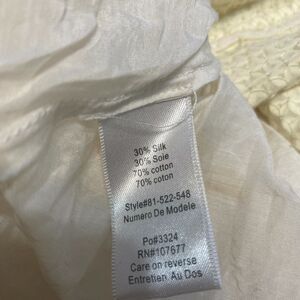 30% Silk
30% Soie
70% cotton
70% coton
Style#81-522-548
Numero De Modele
Po#3324
RN#107677
Care on reverse
Entretien Au Dos